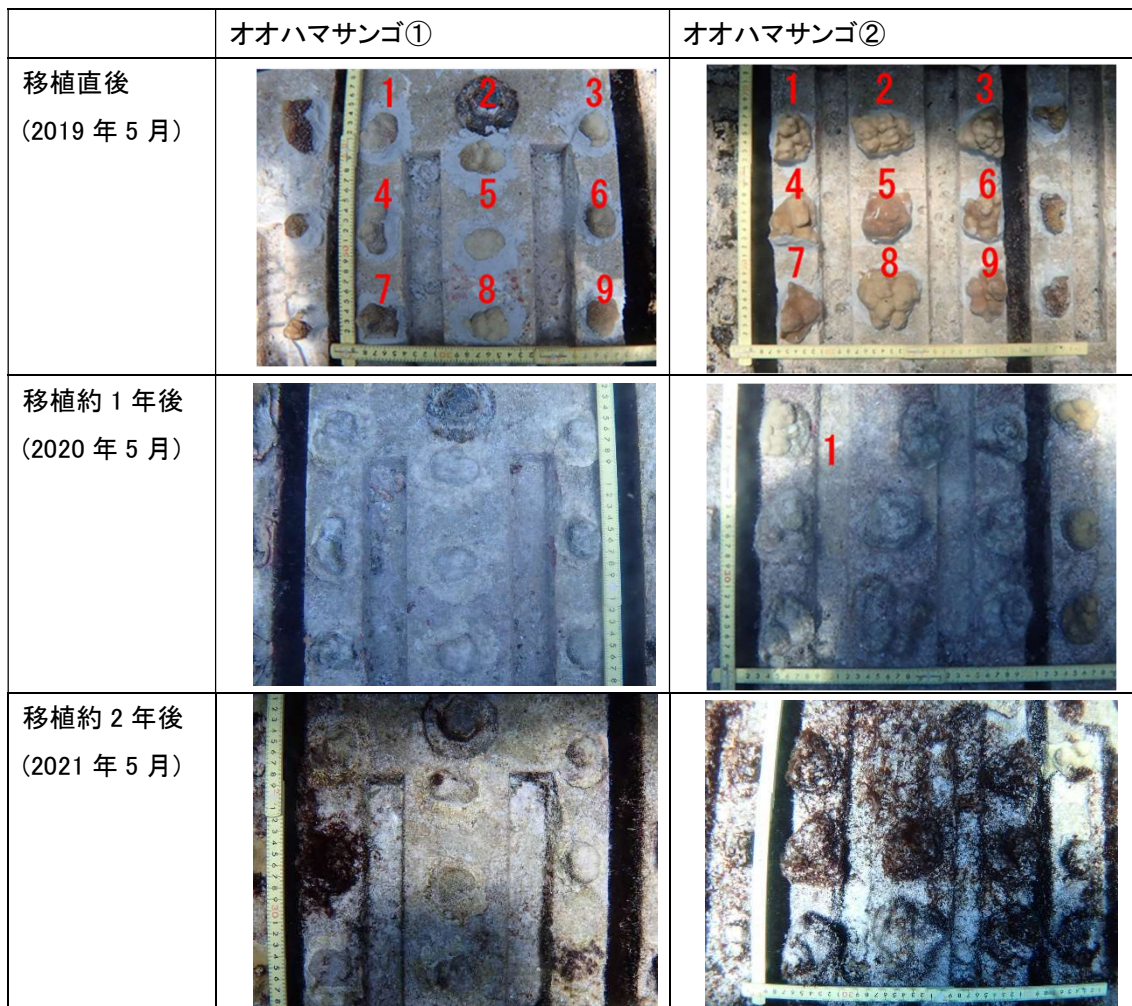 オオハマサンゴ①
オオハマサンゴ②
移植直後
(2019 年 5 月)
1 2 3
4 5 6
7 8 9
1 2 3
4 5 6
7 8 9
移植約 1 年後
(2020 年 5 月)
1
移植約 2 年後
(2021 年 5 月)